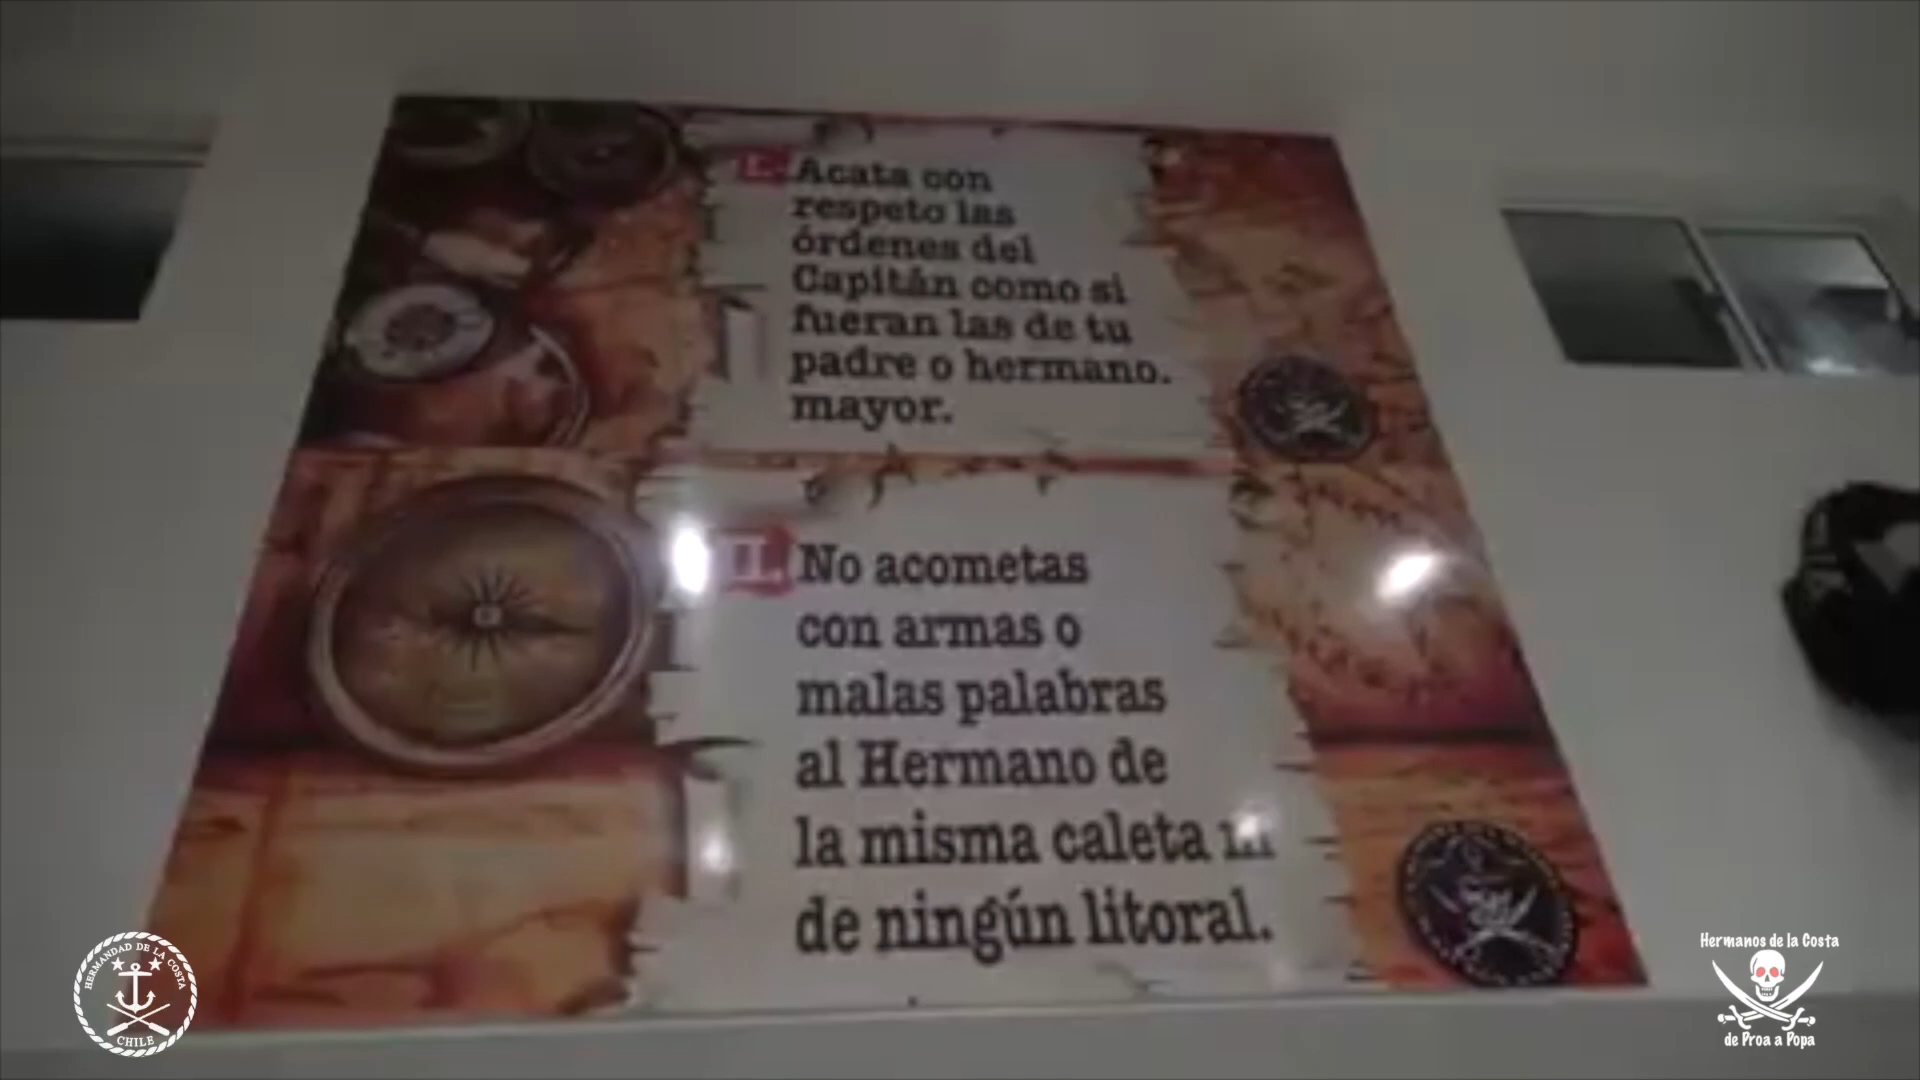 I. Acata con
respeto las
órdenes del
Capitán como si
fueran las de tu
padre o hermano.
mayor.
II. No acometas
con armas o
malas palabras
al Hermano de
la misma caleta
de ningún litoral.
HERMANDAD DE LA COSTA
CHILE
Hermanos de la Costa
de Proa a Popa